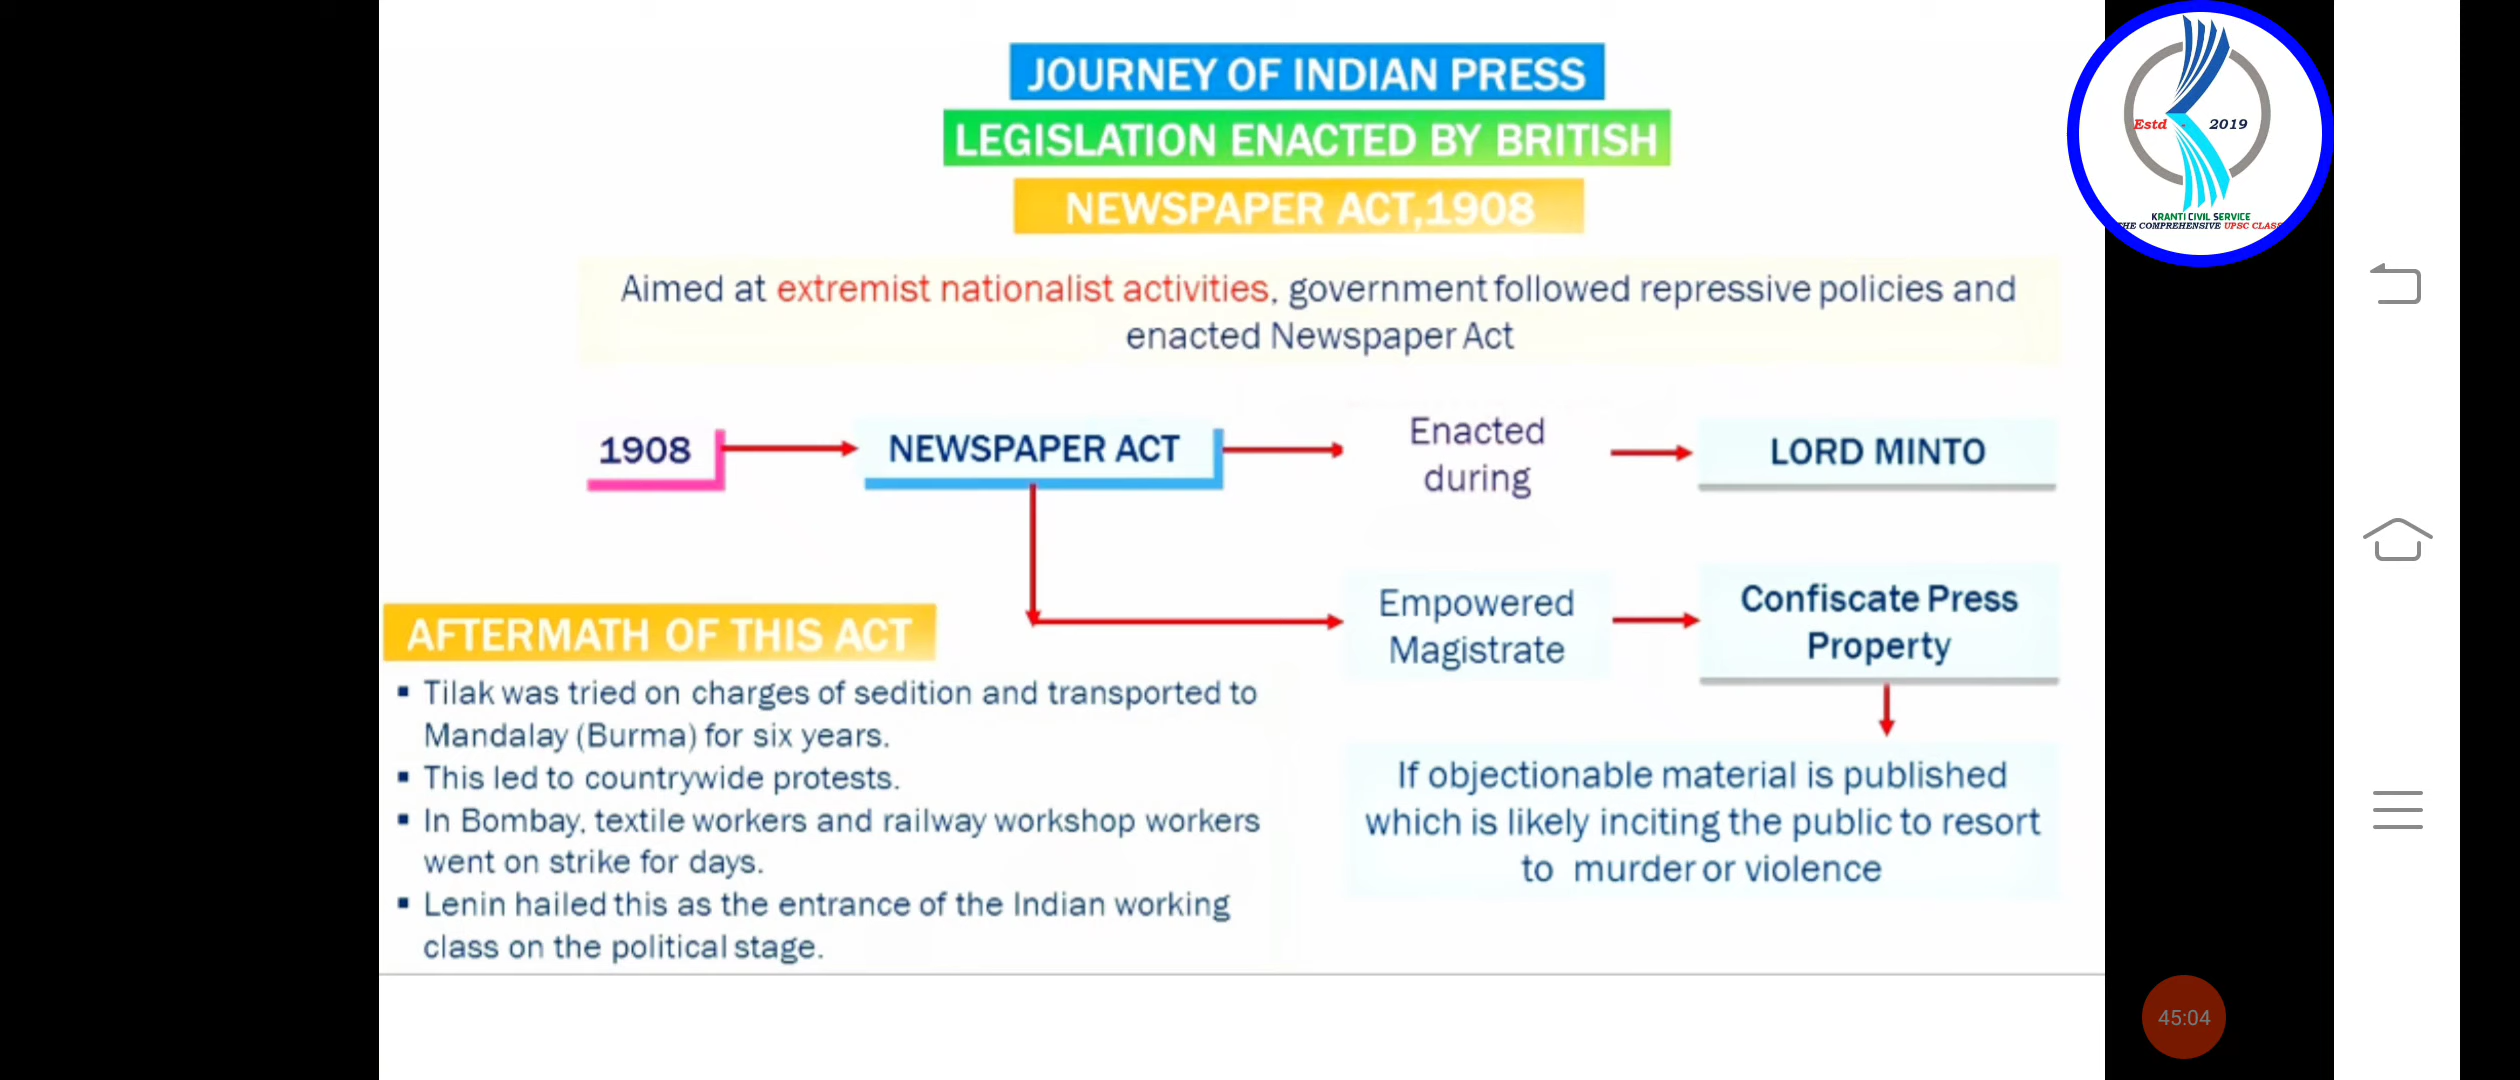 JOURNEY OF INDIAN PRESS
LEGISLATION ENACTED BY BRITISH
NEWSPAPER ACT,1908
Estd - 2019
KRANTI CIVIL SERVICE
THE COMPREHENSIVE UPSC CLASS
Aimed at extremist nationalist activities, government followed repressive policies and
enacted Newspaper Act
1908
NEWSPAPER ACT
Enacted
during
LORD MINTO
Empowered
Magistrate
Confiscate Press
Property
If objectionable material is published
which is likely inciting the public to resort
to murder or violence
AFTERMATH OF THIS ACT
▪ Tilak was tried on charges of sedition and transported to
Mandalay (Burma) for six years.
▪ This led to countrywide protests.
▪ In Bombay, textile workers and railway workshop workers
went on strike for days.
▪ Lenin hailed this as the entrance of the Indian working
class on the political stage.
45:04